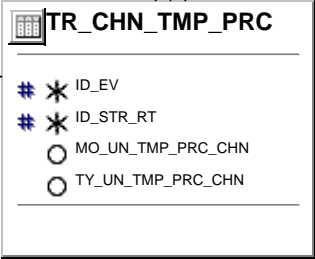 TR_CHN_TMP_PRC
# * ID_EV
# * ID_STR_RT
MO_UN_TMP_PRC_CHN
TY_UN_TMP_PRC_CHN